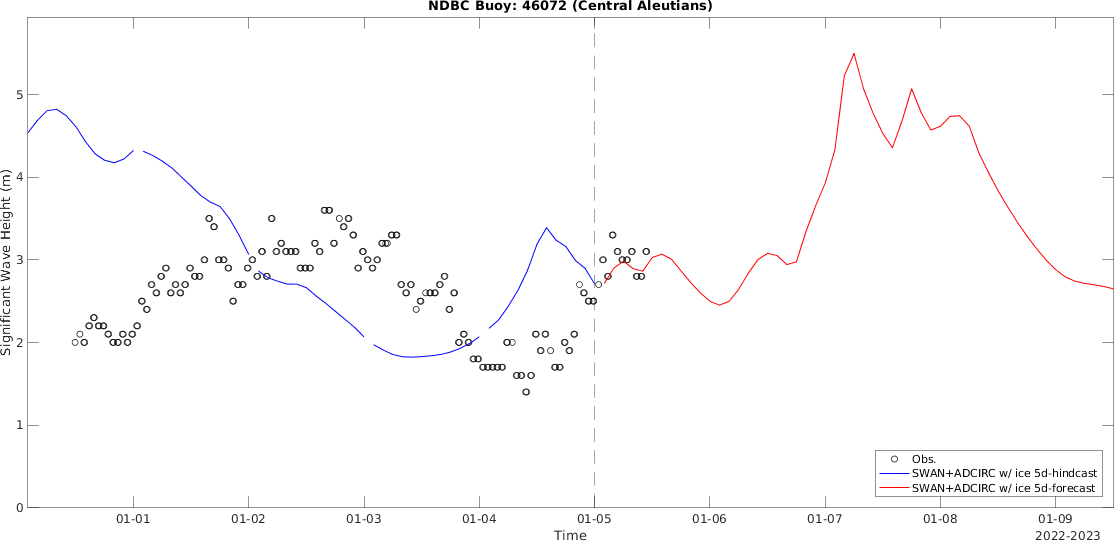 NDBC Buoy: 46072 (Central Aleutians)
Significant Wave Height (m)
5
4
3
2
1
0
01-01 01-02 01-03 01-04 01-05 01-06 01-07 01-08 01-09
Time
2022-2023
Obs.
SWAN+ADCIRC w/ ice 5d-hindcast
SWAN+ADCIRC w/ ice 5d-forecast